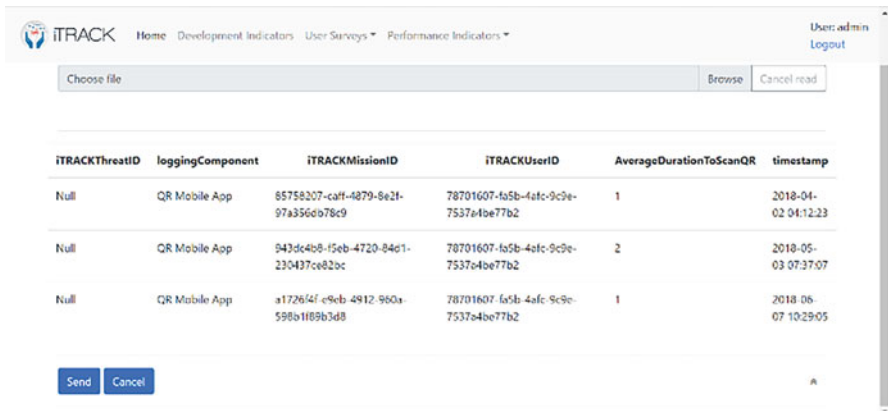 iTRACK Home Development Indicators User Surveys Performance Indicators User: admin
Logout
Choose file Browse Cancel read
iTRACKThreatID loggingComponent iTRACKMissionID iTRACKUserID AverageDurationToScanQR timestamp
Null QR Mobile App 85758207-caff-4879-8e2f- 78701607-fa5b-4afc-9c9e- 1 2018-04-
97a356db78c9 7537a4be77b2 02 04:12:23
Null QR Mobile App 943dc4b8-f5eb-4720-84d1- 78701607-fa5b-4afc-9c9e- 2 2018-05-
230437ce82bc 7537a4be77b2 03 07:37:07
Null QR Mobile App a1726f4f-e9eb-4912-960a- 78701607-fa5b-4afc-9c9e- 1 2018-06-
598b1f89b3d8 7537a4be77b2 07 10:29:05
Send Cancel